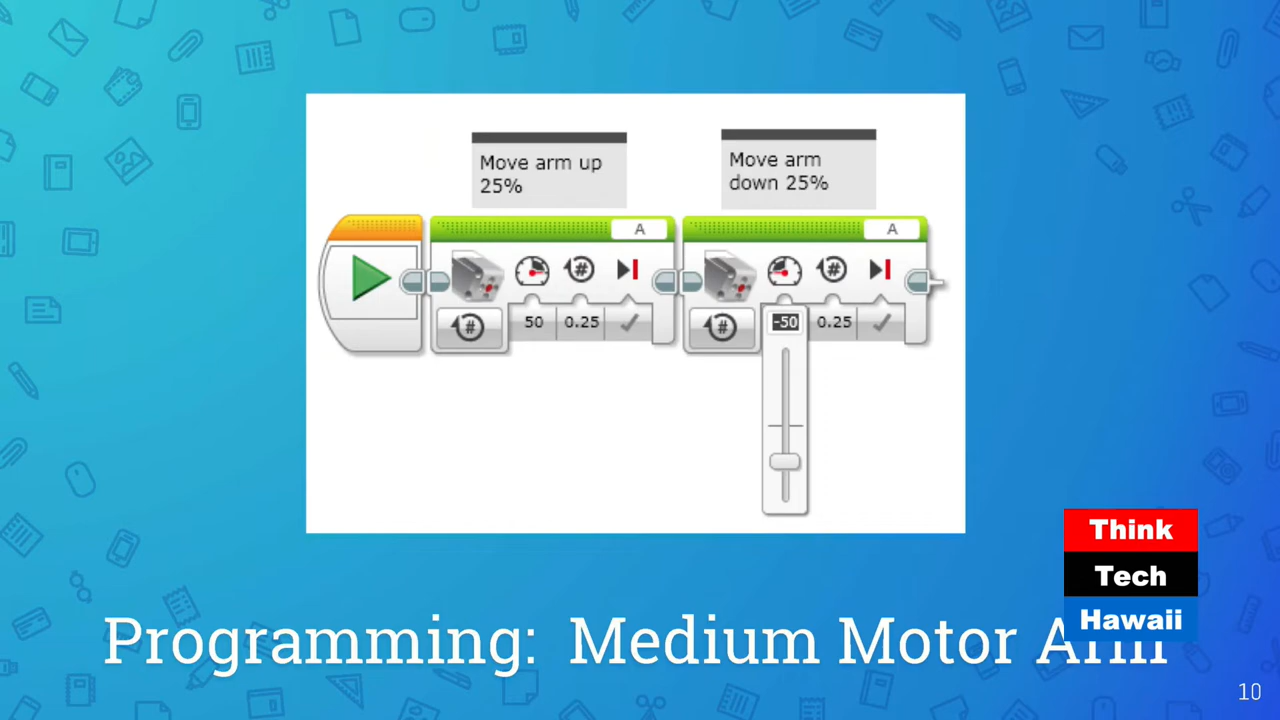 Move arm up
25%
Move arm
down 25%
A
A
#
#
#
50
0.25
#
-50
0.25
Think
Tech
Hawaii
Programming: Medium Motor Arm
10